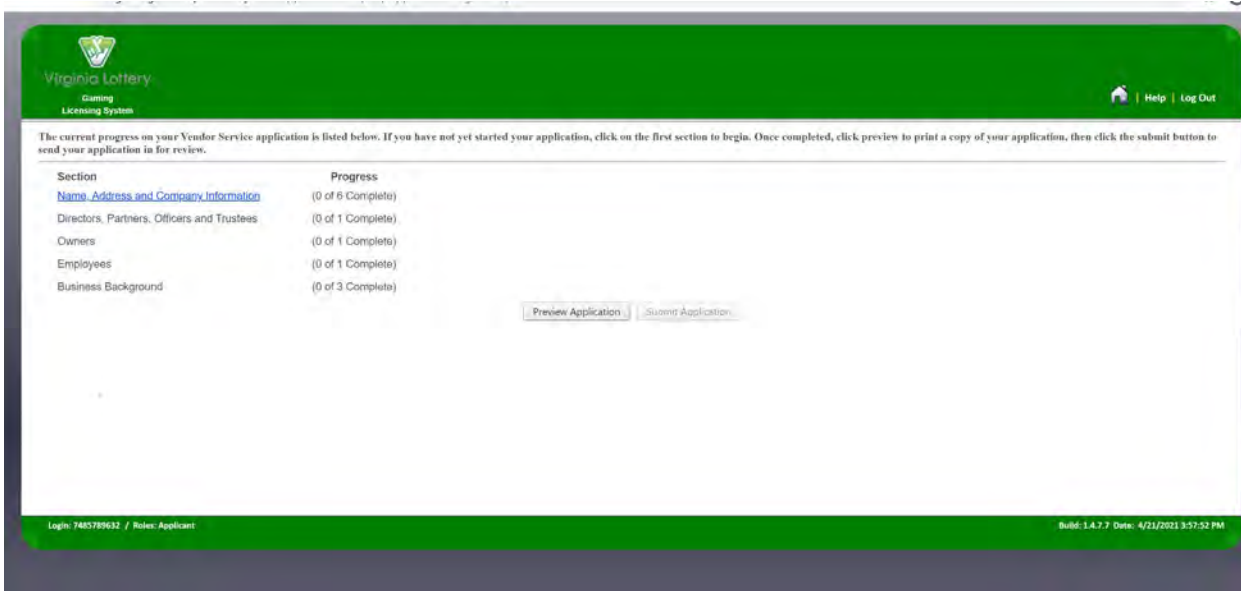 Virginia Lottery
Gaming
Licensing System
| Help | Log Out
The current progress on your Vendor Service application is listed below. If you have not yet started your application, click on the first section to begin. Once completed, click preview to print a copy of your application, then click the submit button to
send your application in for review.
Section Progress
Name, Address and Company Information (0 of 6 Complete)
Directors, Partners, Officers and Trustees (0 of 1 Complete)
Owners (0 of 1 Complete)
Employees (0 of 1 Complete)
Business Background (0 of 3 Complete)
Preview Application Submit Application
Login: 7485789632 / Roles: Applicant Build: 1.4.7.7 Date: 4/21/2021 3:57:52 PM